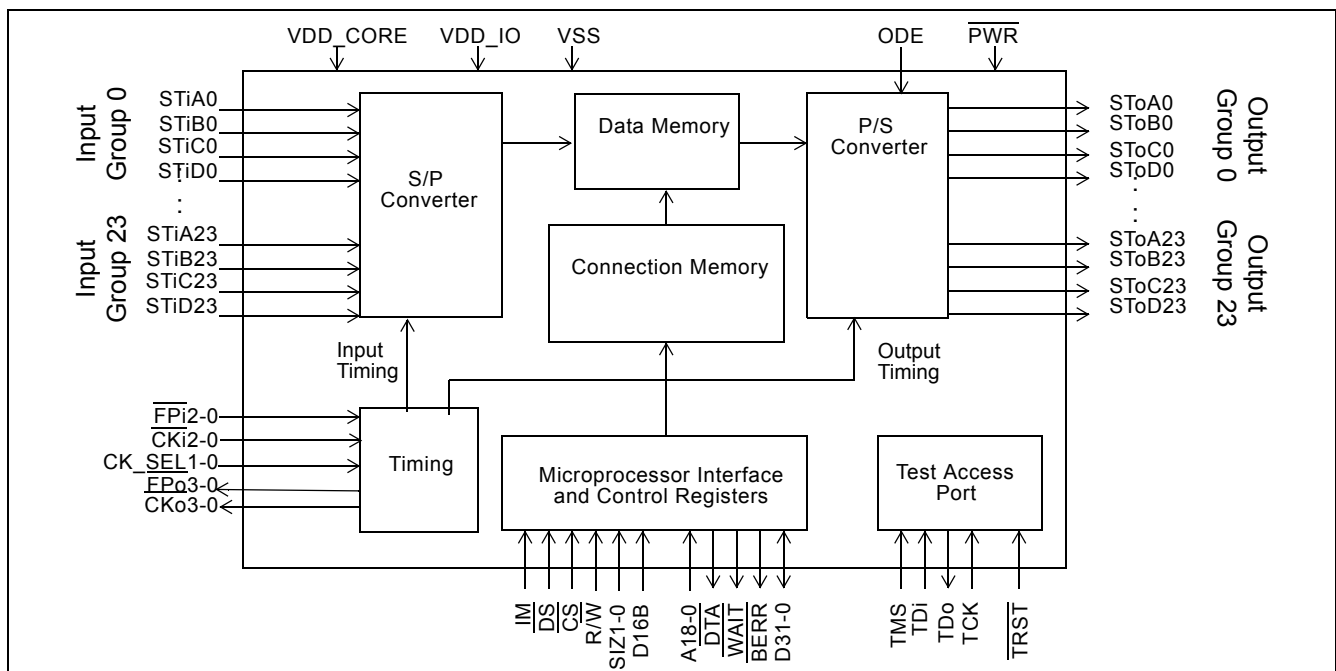 VDD_CORE
VDD_IO
VSS
ODE
PWR
Input
Group 0
STiA0
STiB0
STiC0
STiD0
:
Input
Group 23
STiA23
STiB23
STiC23
STiD23
S/P
Converter
Data Memory
Connection Memory
P/S
Converter
SToA0
SToB0
SToC0
SToD0
:
:
Output
Group 0
SToA23
SToB23
SToC23
SToD23
Output
Group 23
Input
Timing
Output
Timing
FPi2-0
CKi2-0
CK_SEL1-0
FPo3-0
CKo3-0
Timing
Microprocessor Interface
and Control Registers
Test Access
Port
IM
DS
CS
R/W
SIZ1-0
D16B
A18-0
DTA
WAIT
BERR
D31-0
TMS
TDi
TDo
TCK
TRST